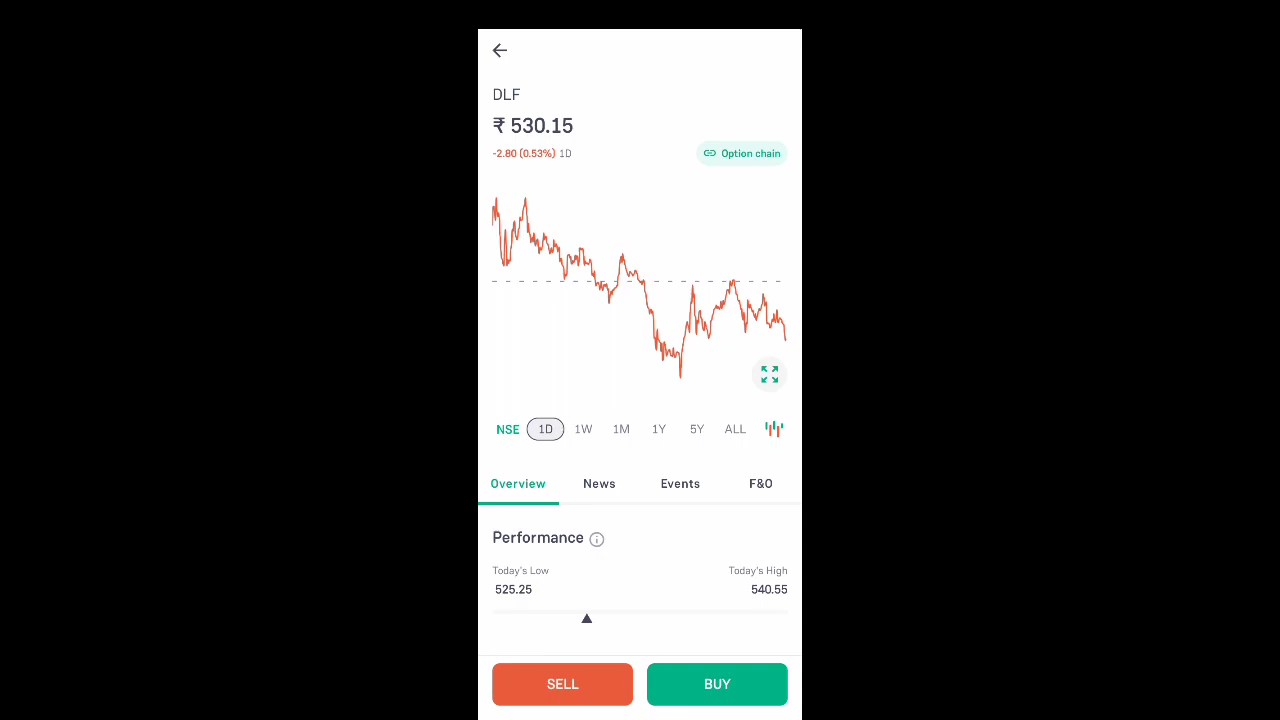 DLF
₹ 530.15
-2.80 (0.53%) 1D
Option chain
NSE 1D 1W 1M 1Y 5Y ALL
Overview News Events F&O
Performance
Today's Low Today's High
525.25 540.55
SELL BUY